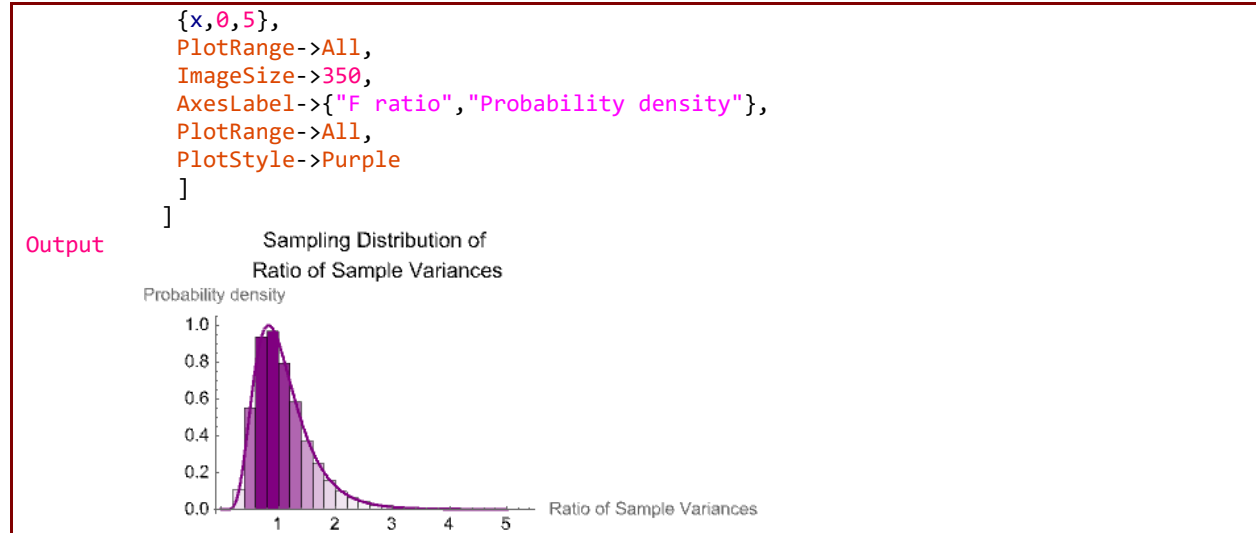 {x,0,5},
PlotRange->All,
ImageSize->350,
AxesLabel->{"F ratio","Probability density"},
PlotRange->All,
PlotStyle->Purple
]
]
Output
Sampling Distribution of
Ratio of Sample Variances
Probability density
1.0
0.8
0.6
0.4
0.2
0.0
1 2 3 4 5
Ratio of Sample Variances